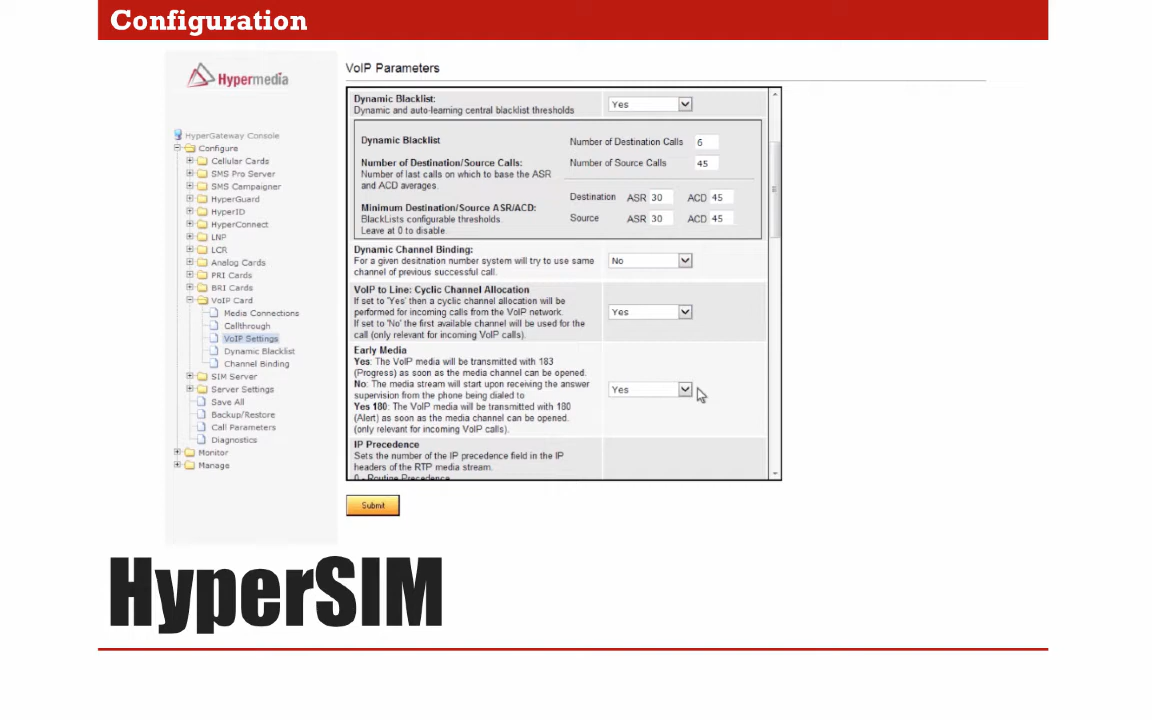 Configuration
Hypermedia
HyperGateway Console
Configure
Cellular Cards
SMS Pro Server
SMS Campaigner
HyperGuard
HyperID
HyperConnect
LNP
LCR
Analog Cards
PRI Cards
BRI Cards
VoIP Card
Media Connections
Callthrough
VoIP Settings
Dynamic Blacklist
Channel Binding
SIM Server
Server Settings
Save All
Backup/Restore
Call Parameters
Diagnostics
Monitor
Manage
VoIP Parameters
Dynamic Blacklist:
Dynamic and auto-learning central blacklist thresholds
Yes
Dynamic Blacklist
Number of Destination Calls 6
Number of Destination/Source Calls:
Number of last calls on which to base the ASR
and ACD averages.
Number of Source Calls 45
Minimum Destination/Source ASR/ACD:
BlackLists configurable thresholds.
Leave at 0 to disable.
Destination ASR 30 ACD 45
Source ASR 30 ACD 45
Dynamic Channel Binding:
For a given desitnation number system will try to use same
channel of previous successful call.
No
VoIP to Line: Cyclic Channel Allocation
If set to 'Yes' then a cyclic channel allocation will be
performed for incoming calls from the VoIP network.
If set to 'No' the first available channel will be used for the
call (only relevant for incoming VoIP calls).
Yes
Early Media
Yes: The VoIP media will be transmitted with 183
(Progress) as soon as the media channel can be opened.
No: The media stream will start upon receiving the answer
supervision from the phone being dialed to
Yes 180: The VoIP media will be transmitted with 180
(Alert) as soon as the media channel can be opened.
(only relevant for incoming VoIP calls).
Yes
IP Precedence
Sets the number of the IP precedence field in the IP
headers of the RTP media stream.
0 - Routine Precedence
Submit
HyperSIM